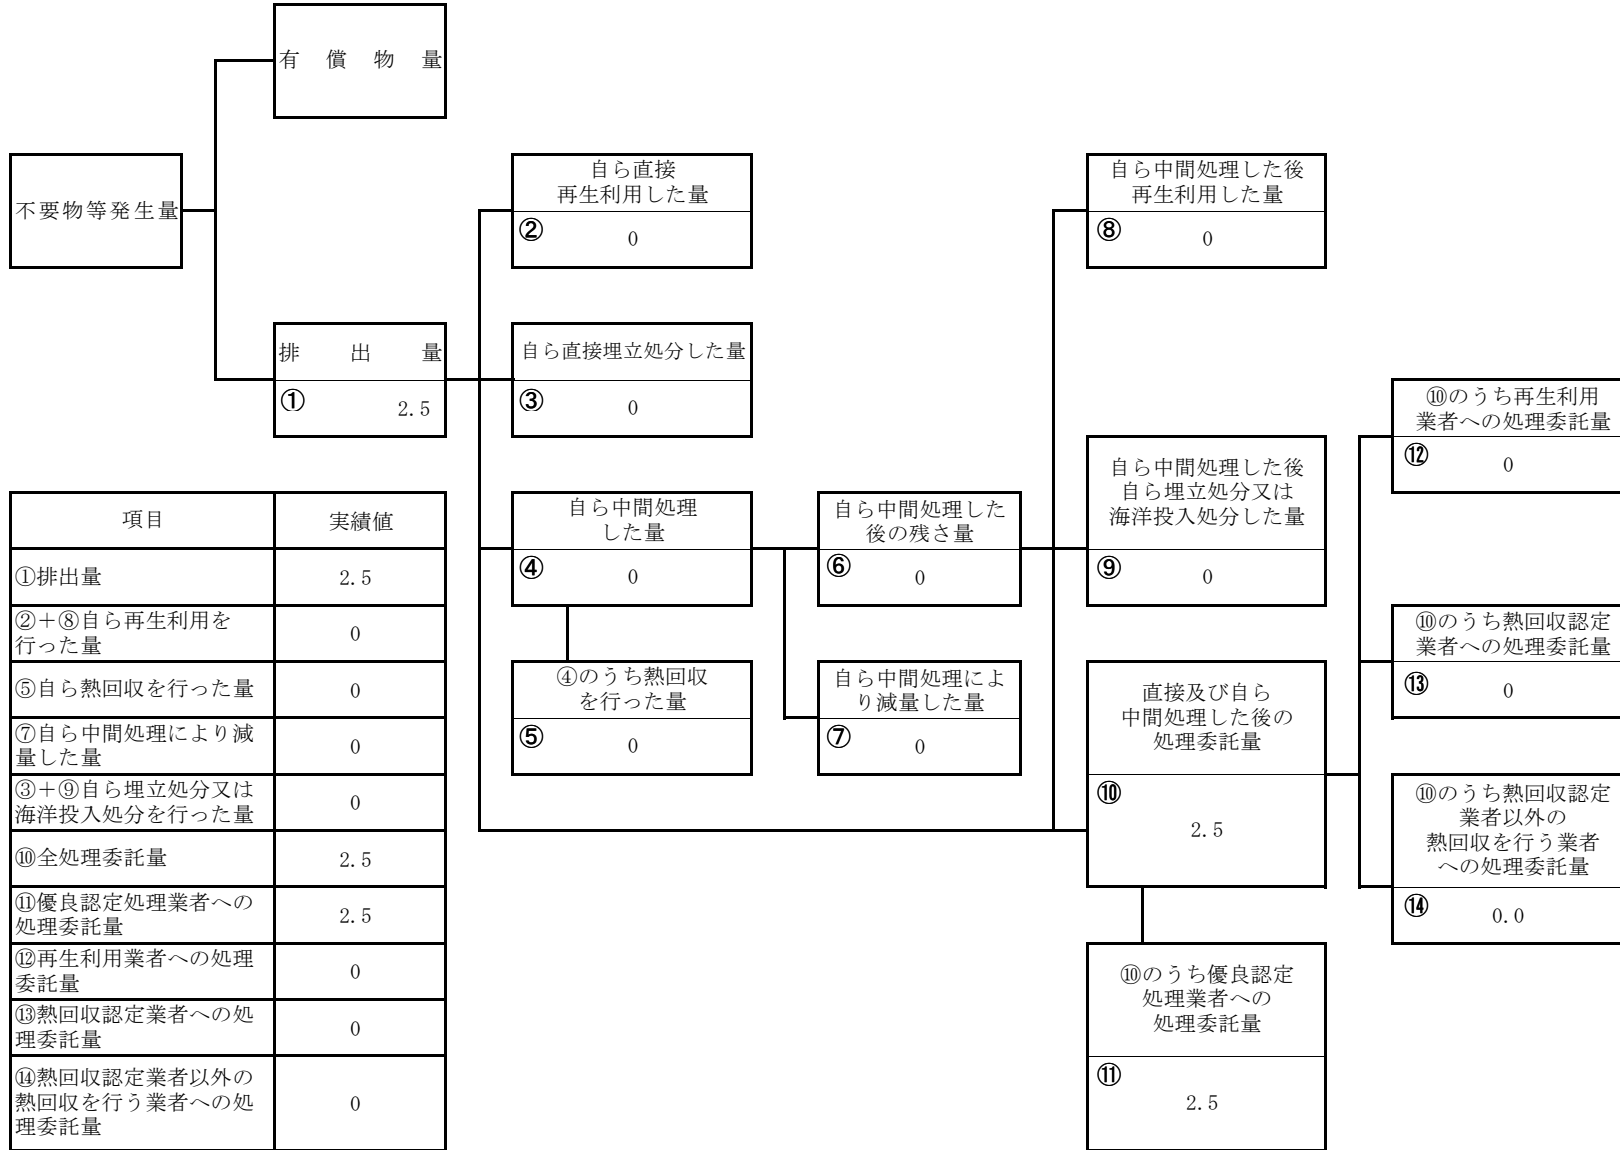 有償物量
不要物等発生量
排出量
① 2.5
自ら直接
再生利用した量
② 0
自ら直接埋立処分した量
③ 0
自ら中間処理
した量
④ 0
④のうち熱回収
を行った量
⑤ 0
自ら中間処理した
後の残さ量
⑥ 0
自ら中間処理によ
り減量した量
⑦ 0
自ら中間処理した後
再生利用した量
⑧ 0
自ら中間処理した後
自ら埋立処分又は
海洋投入処分した量
⑨ 0
直接及び自ら
中間処理した後の
処理委託量
⑩
2.5
⑩のうち優良認定
処理業者への
処理委託量
⑪
2.5
⑩のうち再生利用
業者への処理委託量
⑫ 0
⑩のうち熱回収認定
業者への処理委託量
⑬ 0
⑩のうち熱回収認定
業者以外の
熱回収を行う業者
への処理委託量
⑭ 0.0
項目 実績値
①排出量 2.5
②+⑧自ら再生利用を
行った量 0
⑤自ら熱回収を行った量 0
⑦自ら中間処理により減
量した量 0
③+⑨自ら埋立処分又は
海洋投入処分を行った量 0
⑩全処理委託量 2.5
⑪優良認定処理業者への
処理委託量 2.5
⑫再生利用業者への処理
委託量 0
⑬熱回収認定業者への処
理委託量 0
⑭熱回収認定業者以外の
熱回収を行う業者への処
理委託量 0